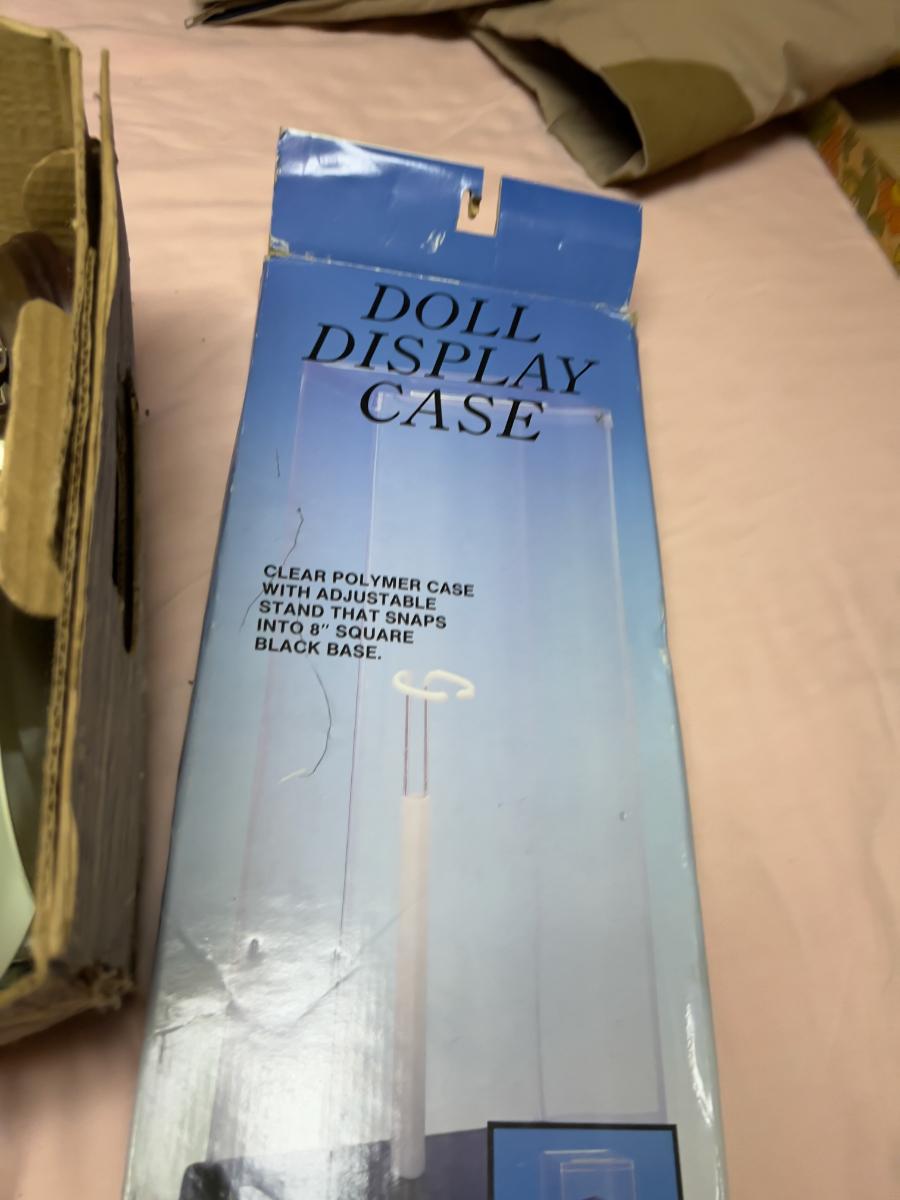 DOLL
DISPLAY
CASE
CLEAR POLYMER CASE
WITH ADJUSTABLE
STAND THAT SNAPS
INTO 8" SQUARE
BLACK BASE.